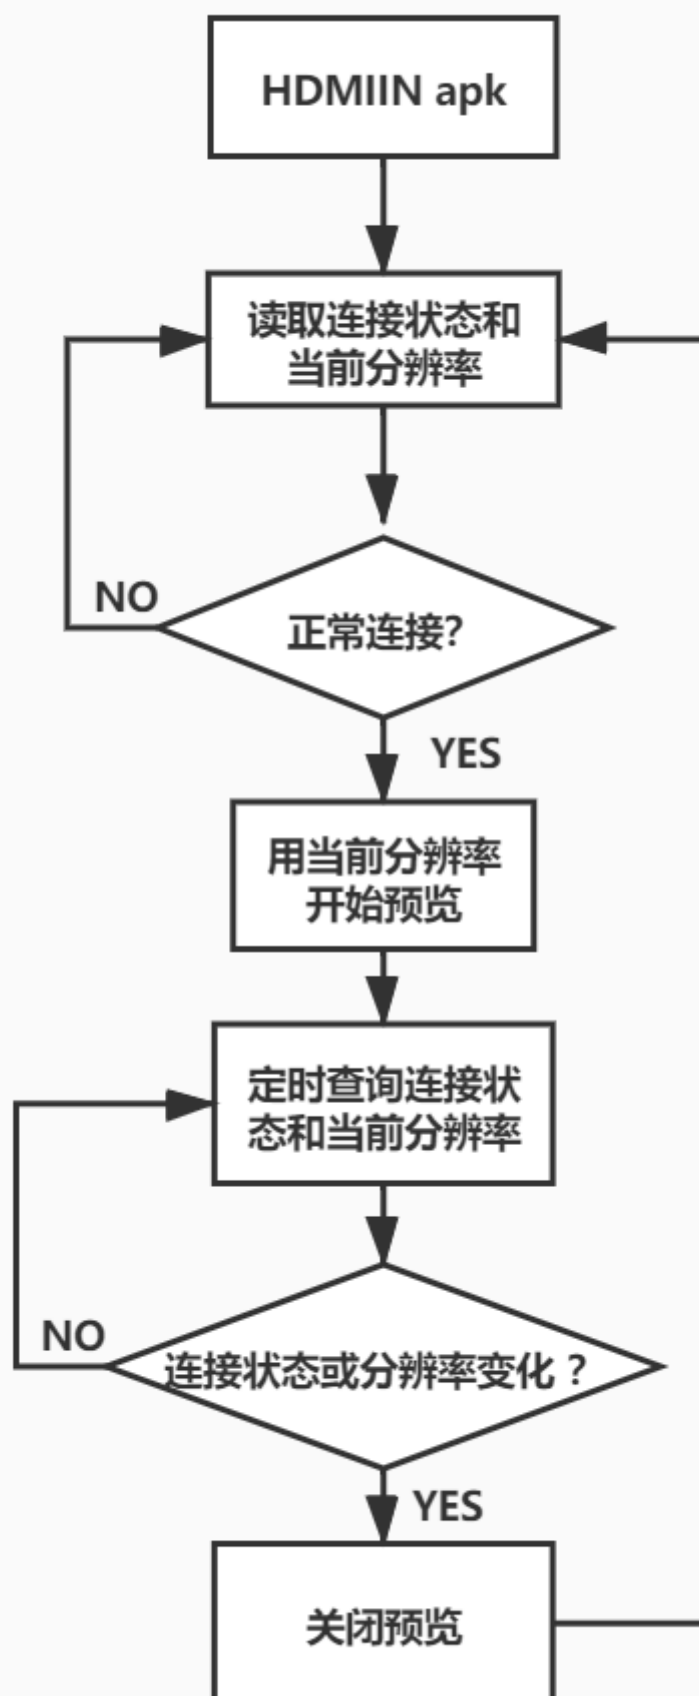 HDMIIN apk
读取连接状态和
当前分辨率
NO
正常连接?
YES
用当前分辨率
开始预览
定时查询连接状
态和当前分辨率
NO
连接状态或分辨率变化？
YES
关闭预览